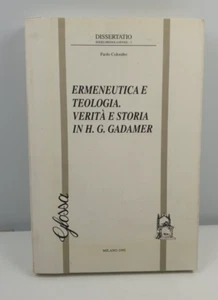 DISSERTATIO
Paolo Colombo
ERMENEUTICA E
TEOLOGIA.
VERITÀ E STORIA
IN H. G. GADAMER
Glossa